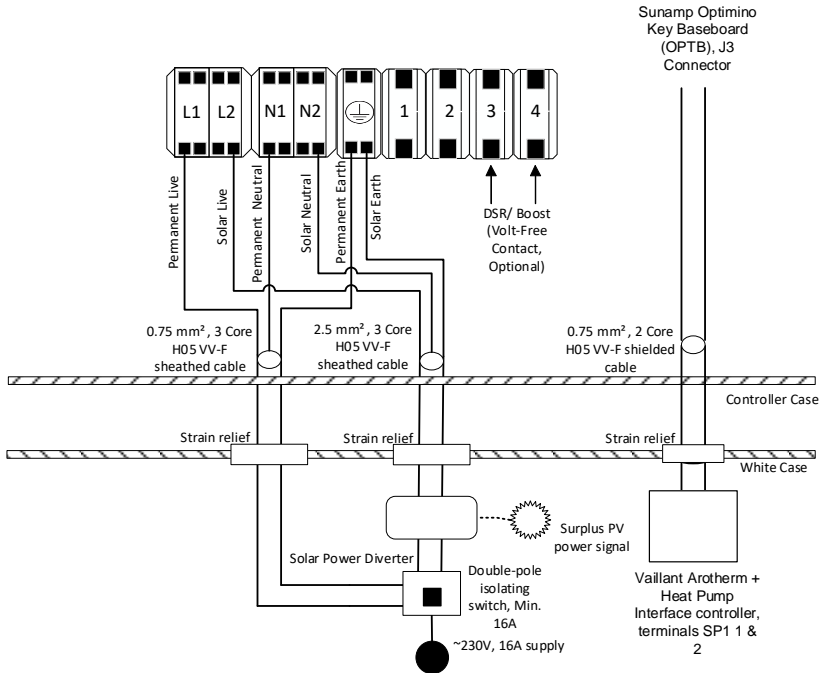 Sunamp Optimino
Key Baseboard
(OPTB), J3
Connector
L1
L2
N1
N2
1
2
3
4
Permanent Live
Solar Live
Permanent Neutral
Solar Neutral
Permanent Earth
Solar Earth
DSR/ Boost
(Volt-Free
Contact,
Optional)
0.75 mm², 3 Core
H05 VV-F
sheathed cable
2.5 mm², 3 Core
H05 VV-F
sheathed cable
0.75 mm², 2 Core
H05 VV-F shielded
cable
Controller Case
Strain relief
Strain relief
Strain relief
White Case
Surplus PV
power signal
Solar Power Diverter
Double-pole
isolating
switch, Min.
16A
~230V, 16A supply
Vaillant Arotherm +
Heat Pump
Interface controller,
terminals SP1 1 &
2